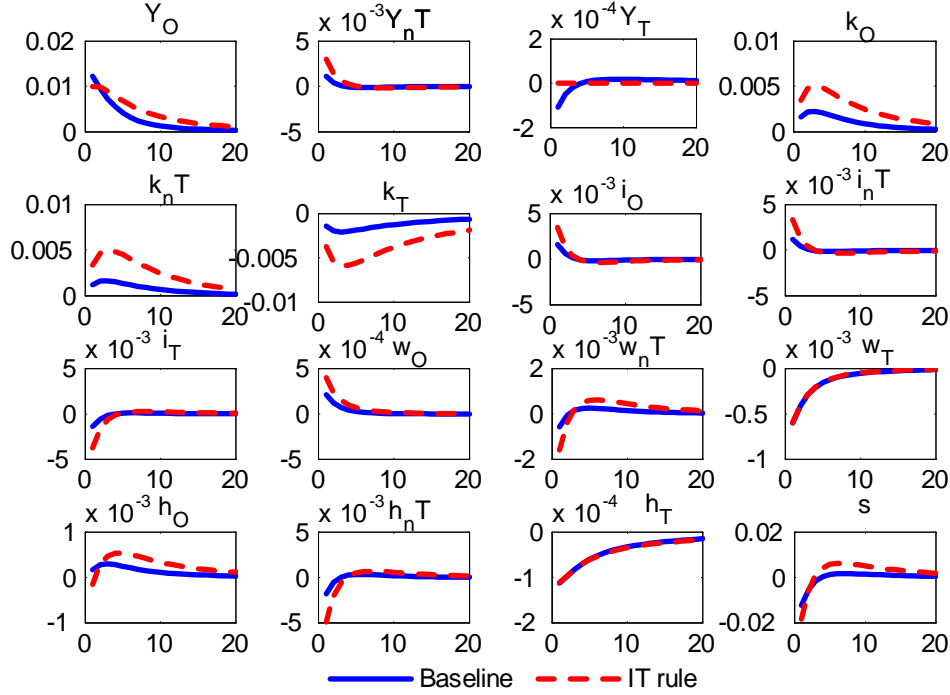 Y_O
x 10^-3 Y_nT
x 10^-4 Y_T
k_O
0.02
0.01
0
0 10 20
5
0
-5
0 10 20
2
0
-2
0 10 20
0.01
0.005
0
0 10 20
k_nT
k_T
x 10^-3 i_O
x 10^-3 i_nT
0.01
0.005
0
0 10 20
0
-0.005
-0.01
0 10 20
5
0
-5
0 10 20
5
0
-5
0 10 20
x 10^-3 i_T
x 10^-4 w_O
x 10^-3 w_nT
x 10^-3 w_T
5
0
-5
0 10 20
5
0
-5
0 10 20
2
0
-2
0 10 20
0
-0.5
-1
0 10 20
x 10^-3 h_O
x 10^-3 h_nT
x 10^-4 h_T
s
1
0
-1
0 10 20
5
0
-5
0 10 20
0
-1
-2
0 10 20
0.02
0
-0.02
0 10 20
Baseline IT rule